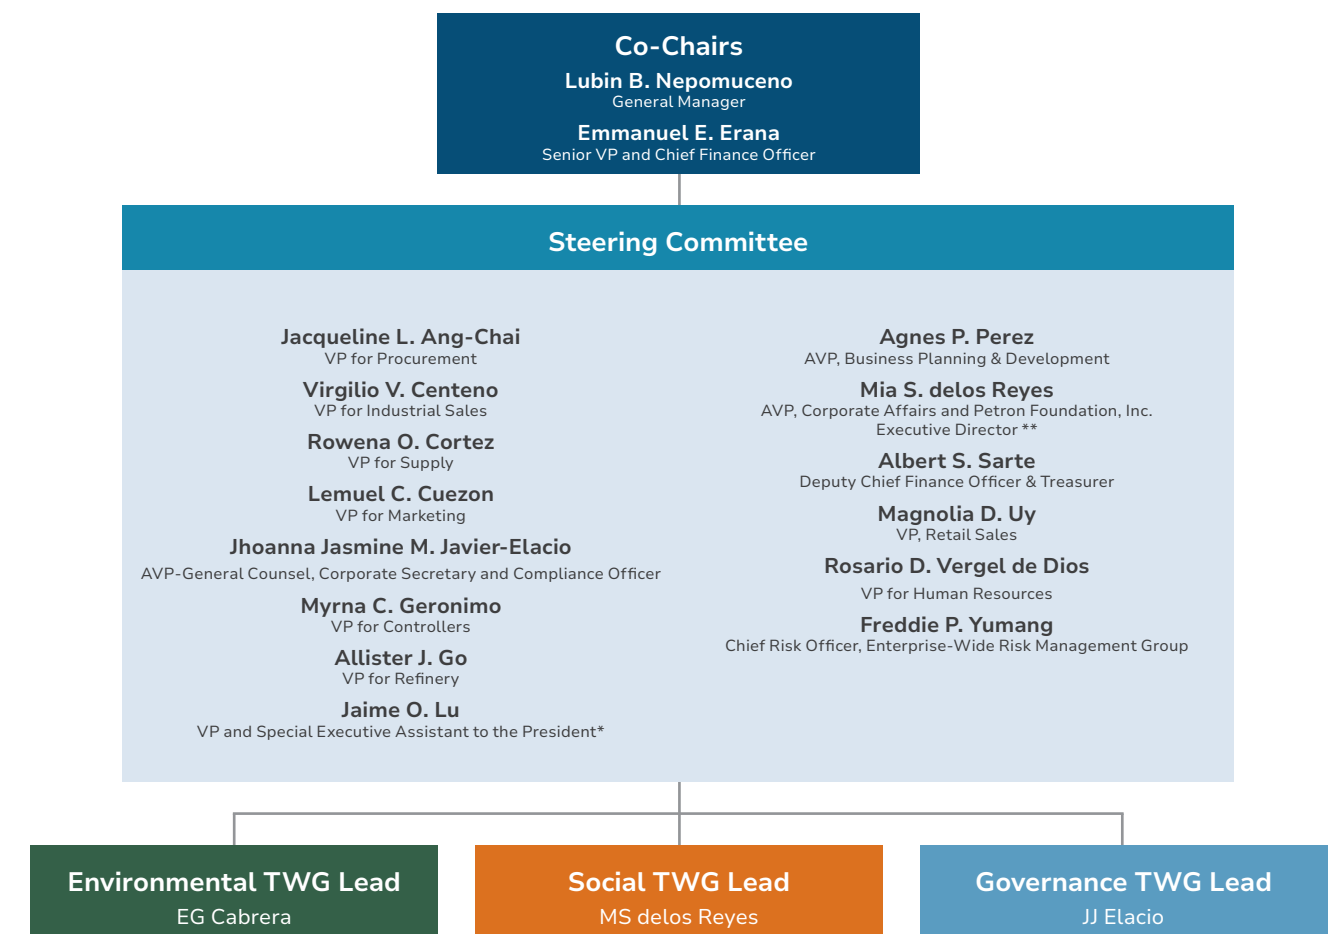 Co-Chairs
Lubin B. Nepomuceno
General Manager
Emmanuel E. Erana
Senior VP and Chief Finance Officer
Steering Committee
Jacqueline L. Ang-Chai
VP for Procurement
Virgilio V. Centeno
VP for Industrial Sales
Rowena O. Cortez
VP for Supply
Lemuel C. Cuezon
VP for Marketing
Jhoanna Jasmine M. Javier-Elacio
AVP-General Counsel, Corporate Secretary and Compliance Officer
Myrna C. Geronimo
VP for Controllers
Allister J. Go
VP for Refinery
Jaime O. Lu
VP and Special Executive Assistant to the President*
Agnes P. Perez
AVP, Business Planning & Development
Mia S. delos Reyes
AVP, Corporate Affairs and Petron Foundation, Inc.
Executive Director **
Albert S. Sarte
Deputy Chief Finance Officer & Treasurer
Magnolia D. Uy
VP, Retail Sales
Rosario D. Vergel de Dios
VP for Human Resources
Freddie P. Yumang
Chief Risk Officer, Enterprise-Wide Risk Management Group
Environmental TWG Lead
EG Cabrera
Social TWG Lead
MS delos Reyes
Governance TWG Lead
JJ Elacio